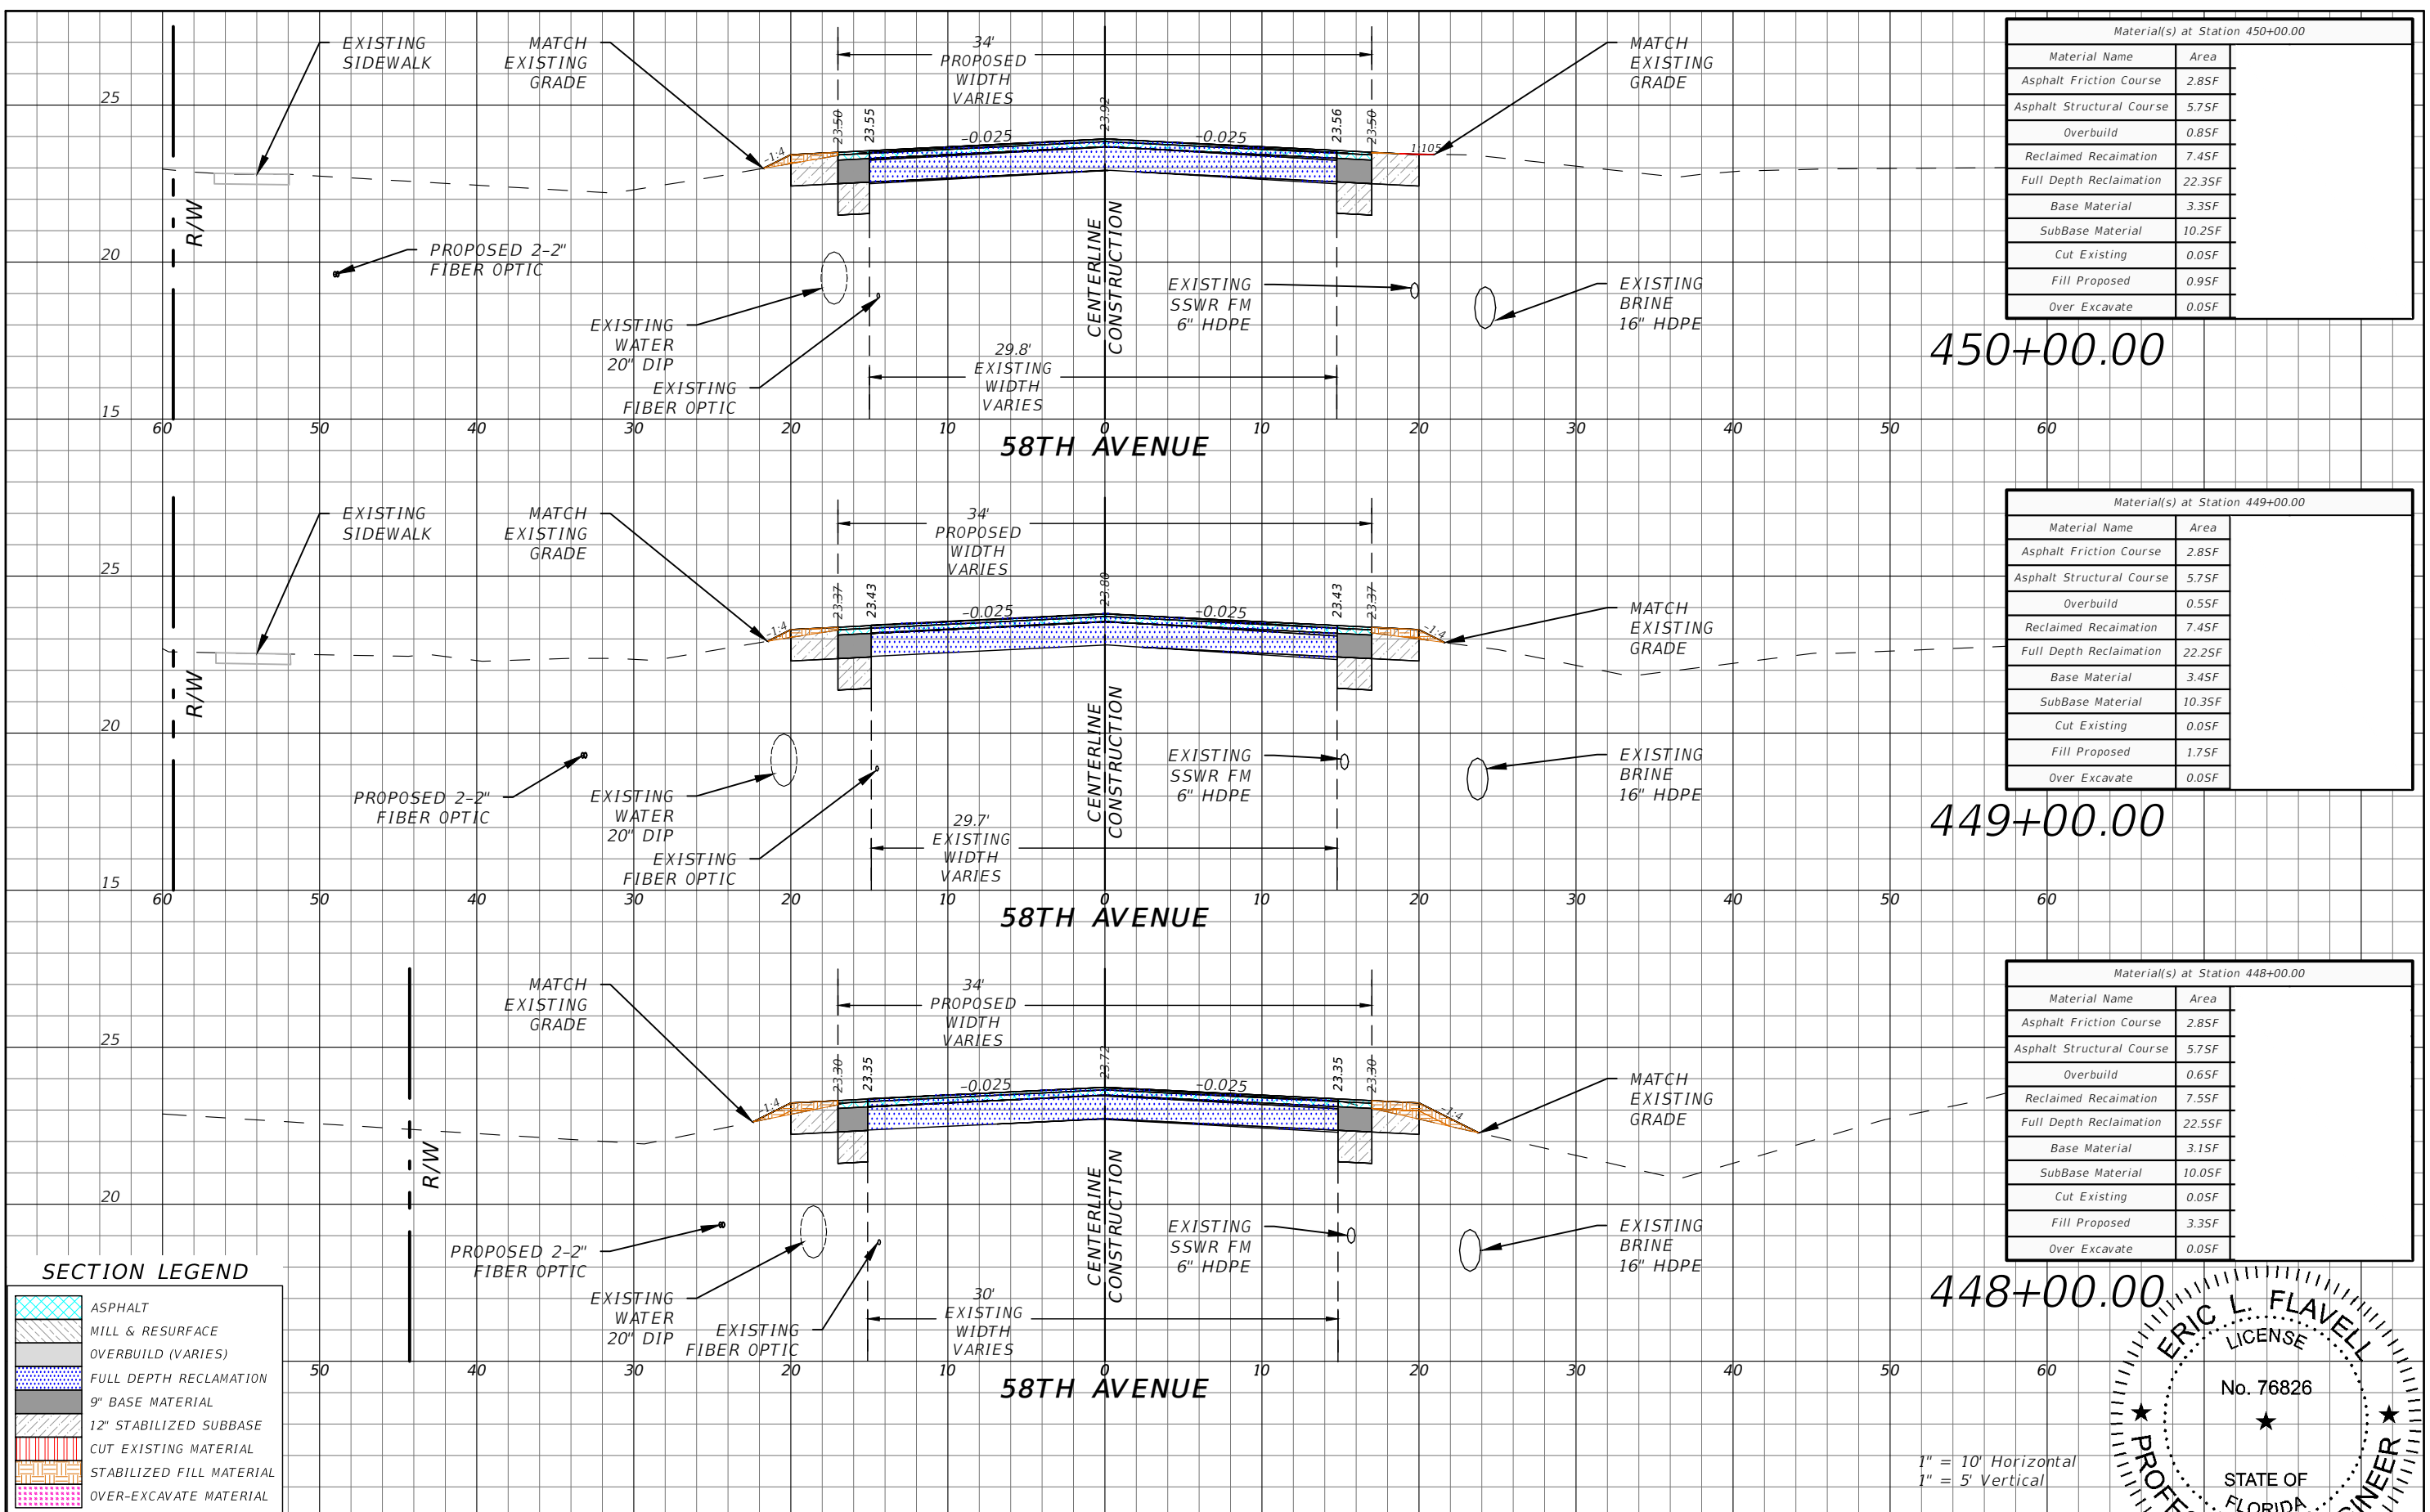 EXISTING
SIDEWALK
MATCH
EXISTING
GRADE
34'
PROPOSED
WIDTH
VARIES
MATCH
EXISTING
GRADE
25
20
15
23.50
23.55
23.92
23.56
23.50
-1:4
-0.025
-0.025
1:105
R/W
PROPOSED 2-2"
FIBER OPTIC
EXISTING
WATER
20" DIP
EXISTING
FIBER OPTIC
CENTERLINE
CONSTRUCTION
29.8'
EXISTING
WIDTH
VARIES
EXISTING
SSWR FM
6" HDPE
EXISTING
BRINE
16" HDPE
60 50 40 30 20 10 0 10 20 30 40 50 60
58TH AVENUE
Material(s) at Station 450+00.00
Material Name Area
Asphalt Friction Course 2.8SF
Asphalt Structural Course 5.7SF
Overbuild 0.8SF
Reclaimed Recaimation 7.4SF
Full Depth Reclaimation 22.3SF
Base Material 3.3SF
SubBase Material 10.2SF
Cut Existing 0.0SF
Fill Proposed 0.9SF
Over Excavate 0.0SF
450+00.00
EXISTING
SIDEWALK
MATCH
EXISTING
GRADE
34'
PROPOSED
WIDTH
VARIES
MATCH
EXISTING
GRADE
25
20
15
23.37
23.43
23.80
23.43
23.37
-1:4
-0.025
-0.025
-1:4
R/W
PROPOSED 2-2"
FIBER OPTIC
EXISTING
WATER
20" DIP
EXISTING
FIBER OPTIC
CENTERLINE
CONSTRUCTION
29.7'
EXISTING
WIDTH
VARIES
EXISTING
SSWR FM
6" HDPE
EXISTING
BRINE
16" HDPE
60 50 40 30 20 10 0 10 20 30 40 50 60
58TH AVENUE
Material(s) at Station 449+00.00
Material Name Area
Asphalt Friction Course 2.8SF
Asphalt Structural Course 5.7SF
Overbuild 0.5SF
Reclaimed Recaimation 7.4SF
Full Depth Reclaimation 22.2SF
Base Material 3.4SF
SubBase Material 10.3SF
Cut Existing 0.0SF
Fill Proposed 1.7SF
Over Excavate 0.0SF
449+00.00
MATCH
EXISTING
GRADE
34'
PROPOSED
WIDTH
VARIES
MATCH
EXISTING
GRADE
25
20
23.30
23.35
23.72
23.35
23.30
-1:4
-0.025
-0.025
-1:4
R/W
PROPOSED 2-2"
FIBER OPTIC
EXISTING
WATER
20" DIP
EXISTING
FIBER OPTIC
CENTERLINE
CONSTRUCTION
30'
EXISTING
WIDTH
VARIES
EXISTING
SSWR FM
6" HDPE
EXISTING
BRINE
16" HDPE
50 40 30 20 10 0 10 20 30 40 50 60
58TH AVENUE
Material(s) at Station 448+00.00
Material Name Area
Asphalt Friction Course 2.8SF
Asphalt Structural Course 5.7SF
Overbuild 0.6SF
Reclaimed Recaimation 7.5SF
Full Depth Reclaimation 22.5SF
Base Material 3.1SF
SubBase Material 10.0SF
Cut Existing 0.0SF
Fill Proposed 3.3SF
Over Excavate 0.0SF
448+00.00
SECTION LEGEND
ASPHALT
MILL & RESURFACE
OVERBUILD (VARIES)
FULL DEPTH RECLAMATION
9" BASE MATERIAL
12" STABILIZED SUBBASE
CUT EXISTING MATERIAL
STABILIZED FILL MATERIAL
OVER-EXCAVATE MATERIAL
1" = 10' Horizontal
1" = 5' Vertical
ERIC L. FLAVELL
LICENSE
No. 76826
STATE OF
FLORIDA